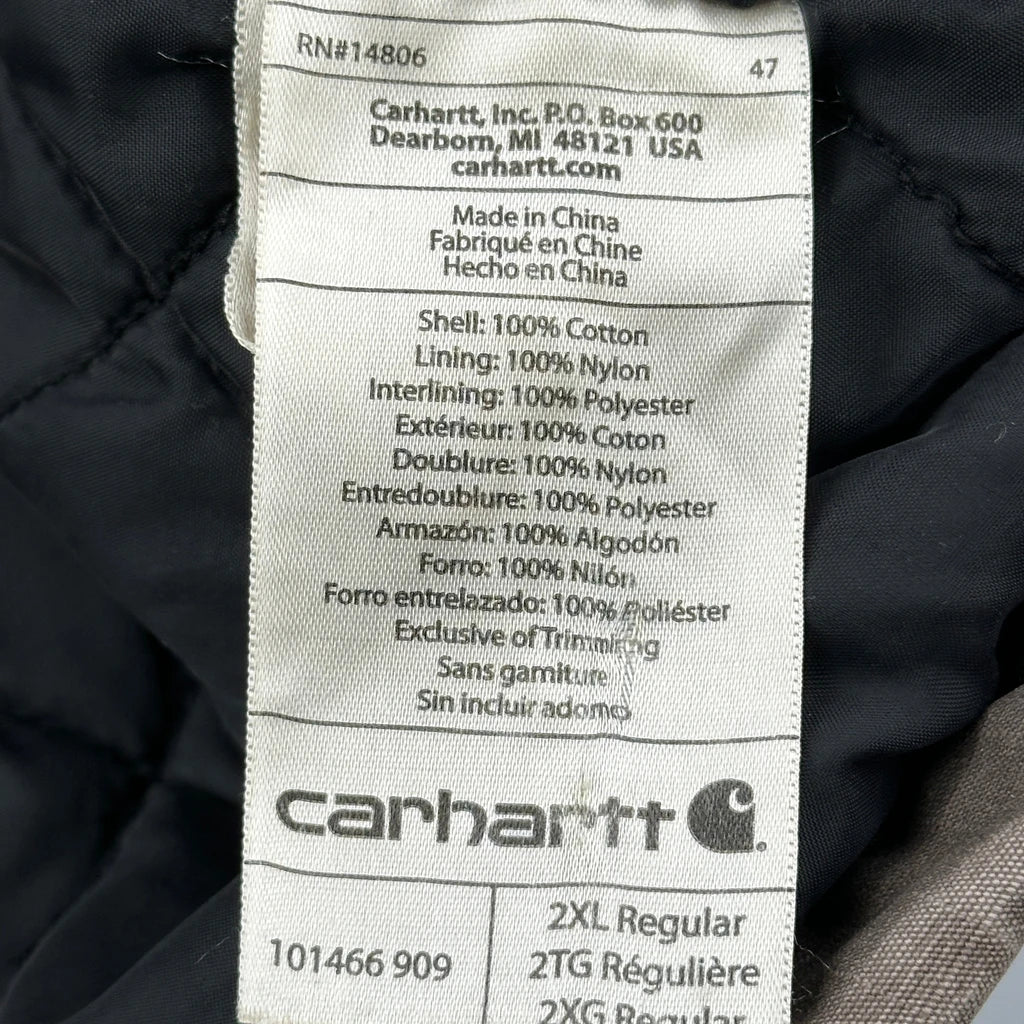 RN#14806 47
Carhartt, Inc. P.O. Box 600
Dearborn, MI 48121 USA
carhartt.com
Made in China
Fabriqué en Chine
Hecho en China
Shell: 100% Cotton
Lining: 100% Nylon
Interlining: 100% Polyester
Extérieur: 100% Coton
Doublure: 100% Nylon
Entredoublure: 100% Polyester
Armazón: 100% Algodón
Forro: 100% Nilón
Forro entrelazado: 100% Poliéster
Exclusive of Trimming
Sans garniture
Sin incluir adornos
carhartt
101466 909
2XL Regular
2TG Régulière
2XG Regular